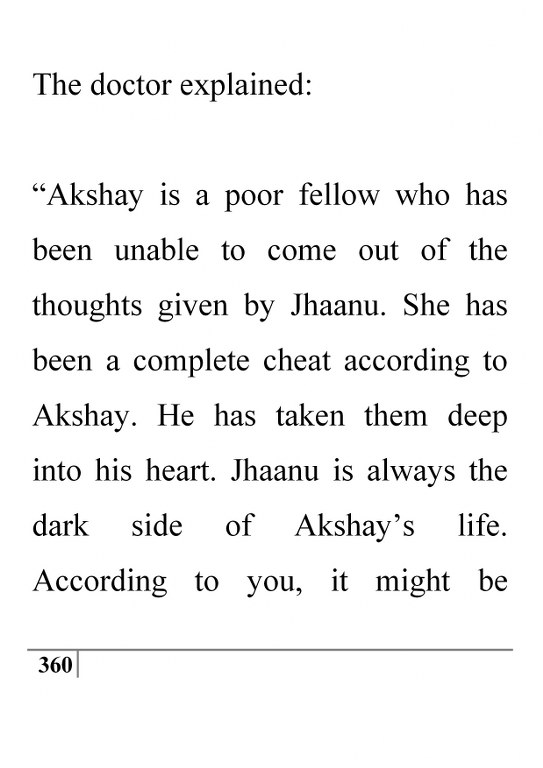 The doctor explained:
“Akshay is a poor fellow who has
been unable to come out of the
thoughts given by Jhaanu. She has
been a complete cheat according to
Akshay. He has taken them deep
into his heart. Jhaanu is always the
dark side of Akshay’s life.
According to you, it might be
360